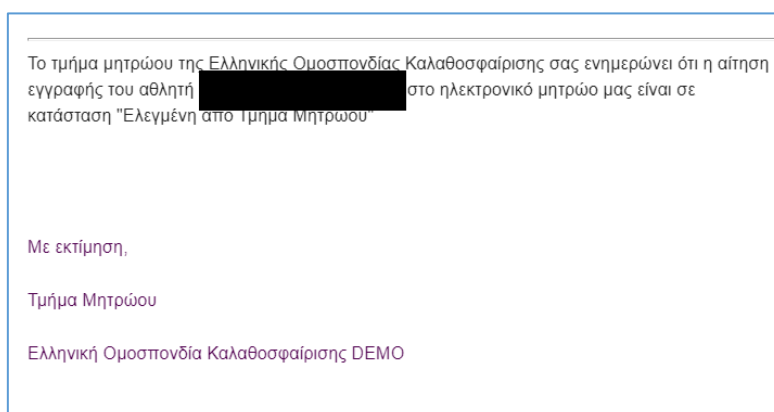 Το τμήμα μητρώου της Ελληνικής Ομοσπονδίας Καλαθοσφαίρισης σας ενημερώνει ότι η αίτηση
εγγραφής του αθλητή στο ηλεκτρονικό μητρώο μας είναι σε
κατάσταση "Ελεγμένη από Τμήμα Μητρώου"
Με εκτίμηση,
Τμήμα Μητρώου
Ελληνική Ομοσπονδία Καλαθοσφαίρισης DEMO